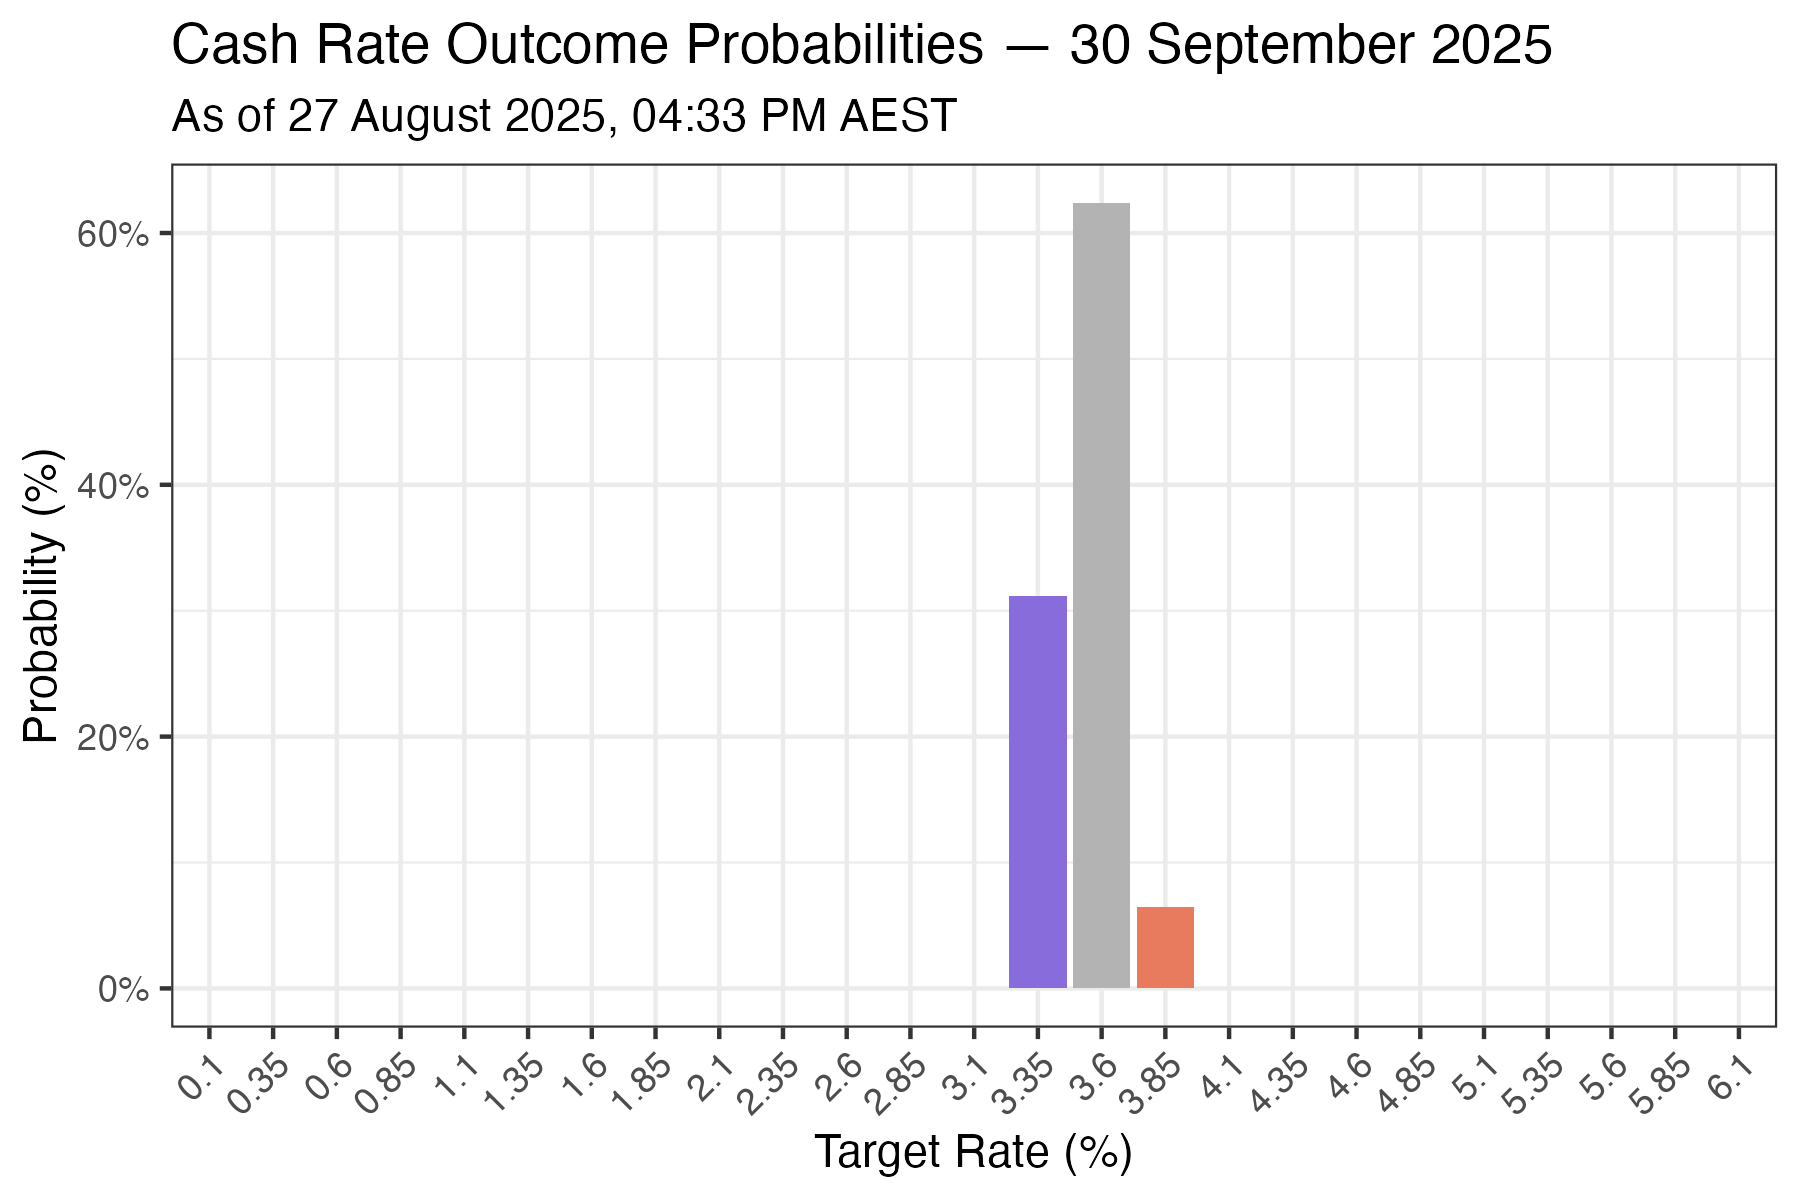 Cash Rate Outcome Probabilities — 30 September 2025
As of 27 August 2025, 04:33 PM AEST
Probability (%)
60%
40%
20%
0%
0.1 0.35 0.6 0.85 1.1 1.35 1.6 1.85 2.1 2.35 2.6 2.85 3.1 3.35 3.6 3.85 4.1 4.35 4.6 4.85 5.1 5.35 5.6 5.85 6.1
Target Rate (%)